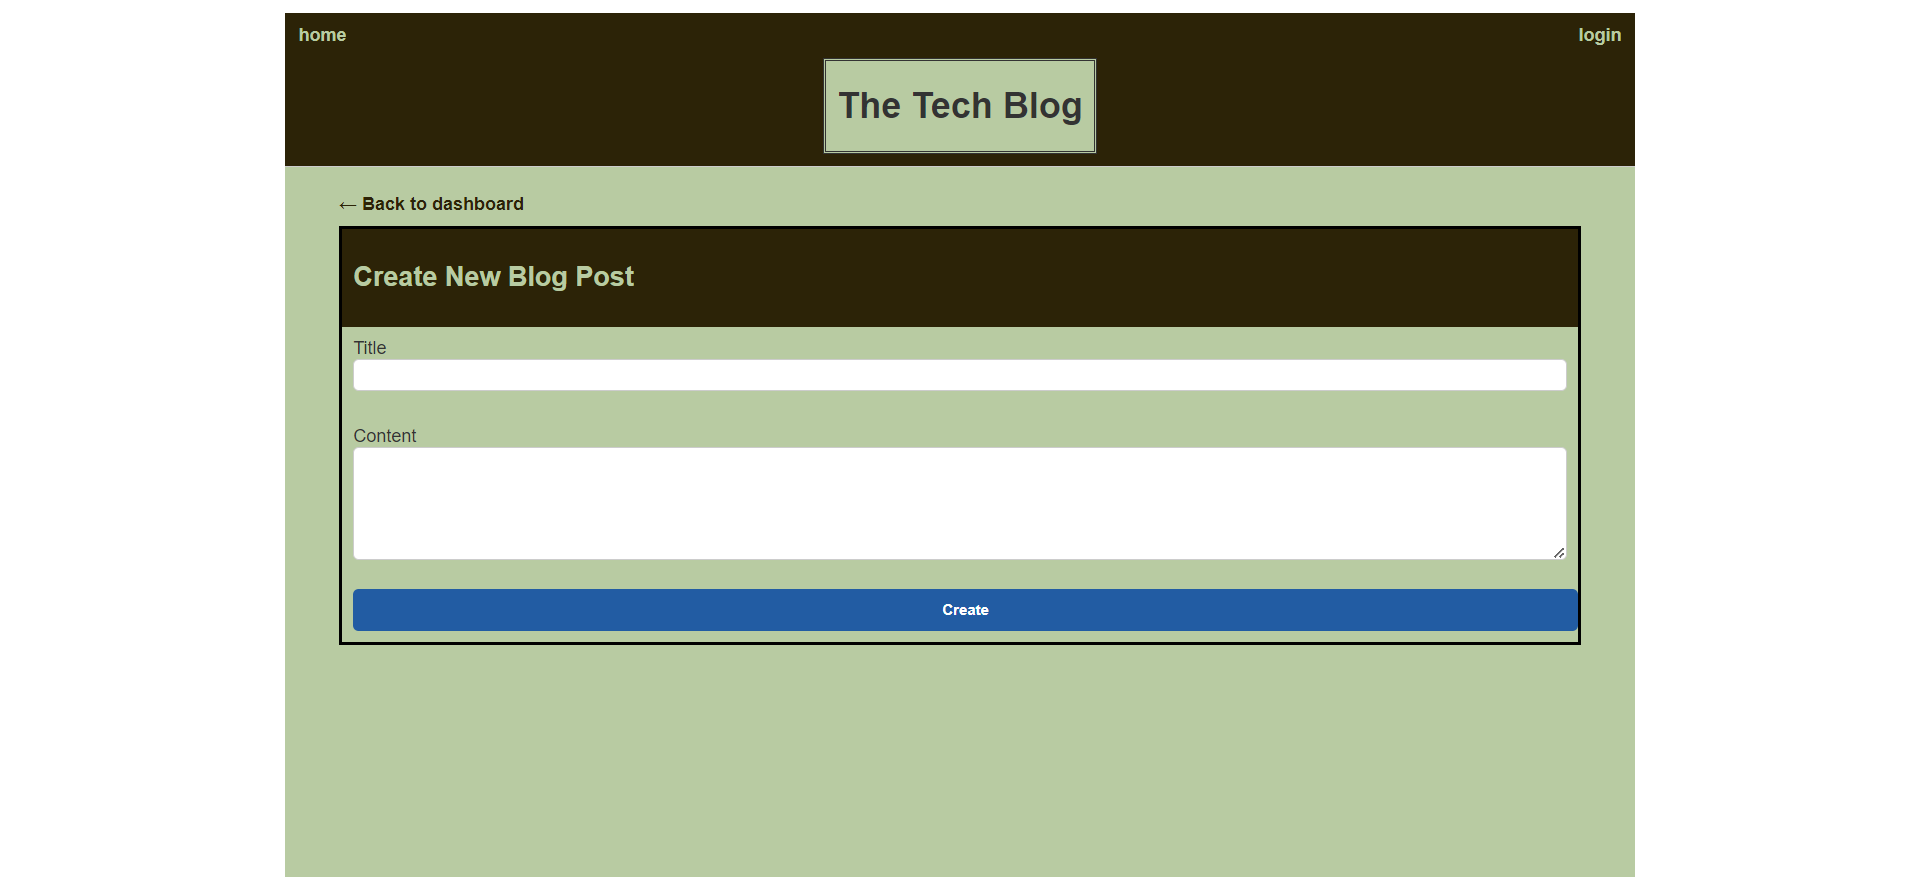 home
login
The Tech Blog
← Back to dashboard
Create New Blog Post
Title
Content
Create